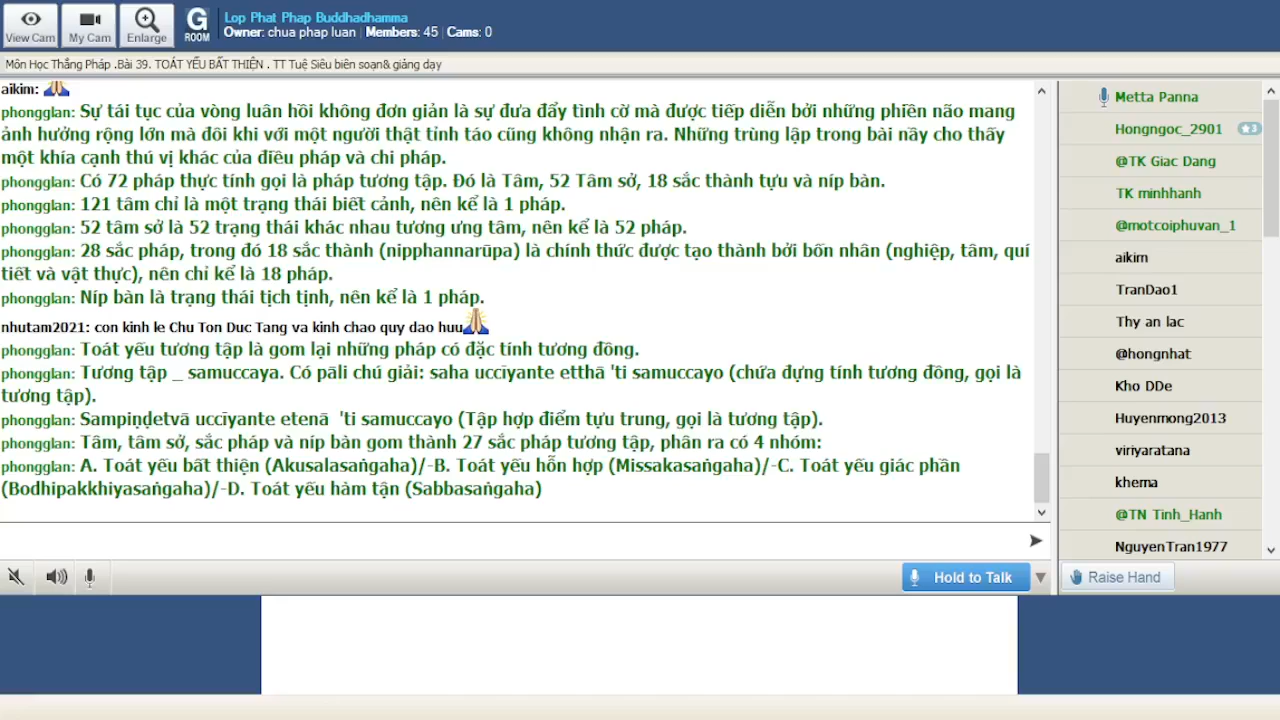 View Cam
My Cam
Enlarge
G
ROOM
Lop Phat Phap Buddhadhamma
Owner: chua phap luan | Members: 45 | Cams: 0
Môn Học Thắng Pháp .Bài 39. TOÁT YẾU BẤT THIỆN . TT Tuệ Siêu biên soạn& giảng dạy
aikim:
phongglan: Sự tái tục của vòng luân hồi không đơn giản là sự đưa đẩy tình cờ mà được tiếp diễn bởi những phiền não mang
ảnh hưởng rộng lớn mà đôi khi với một người thật tỉnh táo cũng không nhận ra. Những trùng lập trong bài nầy cho thấy
một khía cạnh thú vị khác của điều pháp và chi pháp.
phongglan: Có 72 pháp thực tính gọi là pháp tương tập. Đó là Tâm, 52 Tâm sở, 18 sắc thành tựu và níp bàn.
phongglan: 121 tâm chỉ là một trạng thái biết cảnh, nên kể là 1 pháp.
phongglan: 52 tâm sở là 52 trạng thái khác nhau tương ưng tâm, nên kể là 52 pháp.
phongglan: 28 sắc pháp, trong đó 18 sắc thành (nipphannarūpa) là chính thức được tạo thành bởi bốn nhân (nghiệp, tâm, quí
tiết và vật thực), nên chỉ kể là 18 pháp.
phongglan: Níp bàn là trạng thái tịch tịnh, nên kể là 1 pháp.
nhutam2021: con kinh le Chu Ton Duc Tang va kinh chao quy dao huu
phongglan: Toát yếu tương tập là gom lại những pháp có đặc tính tương đồng.
phongglan: Tương tập _ samuccaya. Có pāli chú giải: saha uccīyante etthā 'ti samuccayo (chứa đựng tính tương đồng, gọi là
tương tập).
phongglan: Sampiṇḍetvā uccīyante etenā 'ti samuccayo (Tập hợp điểm tựu trung, gọi là tương tập).
phongglan: Tâm, tâm sở, sắc pháp và níp bàn gom thành 27 sắc pháp tương tập, phân ra có 4 nhóm:
phongglan: A. Toát yếu bất thiện (Akusalasaṅgaha)/-B. Toát yếu hỗn hợp (Missakasaṅgaha)/-C. Toát yếu giác phần
(Bodhipakkhiyasaṅgaha)/-D. Toát yếu hàm tận (Sabbasaṅgaha)
Metta Panna
Hongngoc_2901
3
@TK Giac Dang
TK minhhanh
@motcoiphuvan_1
aikim
TranDao1
Thy an lac
@hongnhat
Kho DDe
Huyenmong2013
viriyaratana
khema
@TN Tinh_Hanh
NguyenTran1977
Hold to Talk
Raise Hand